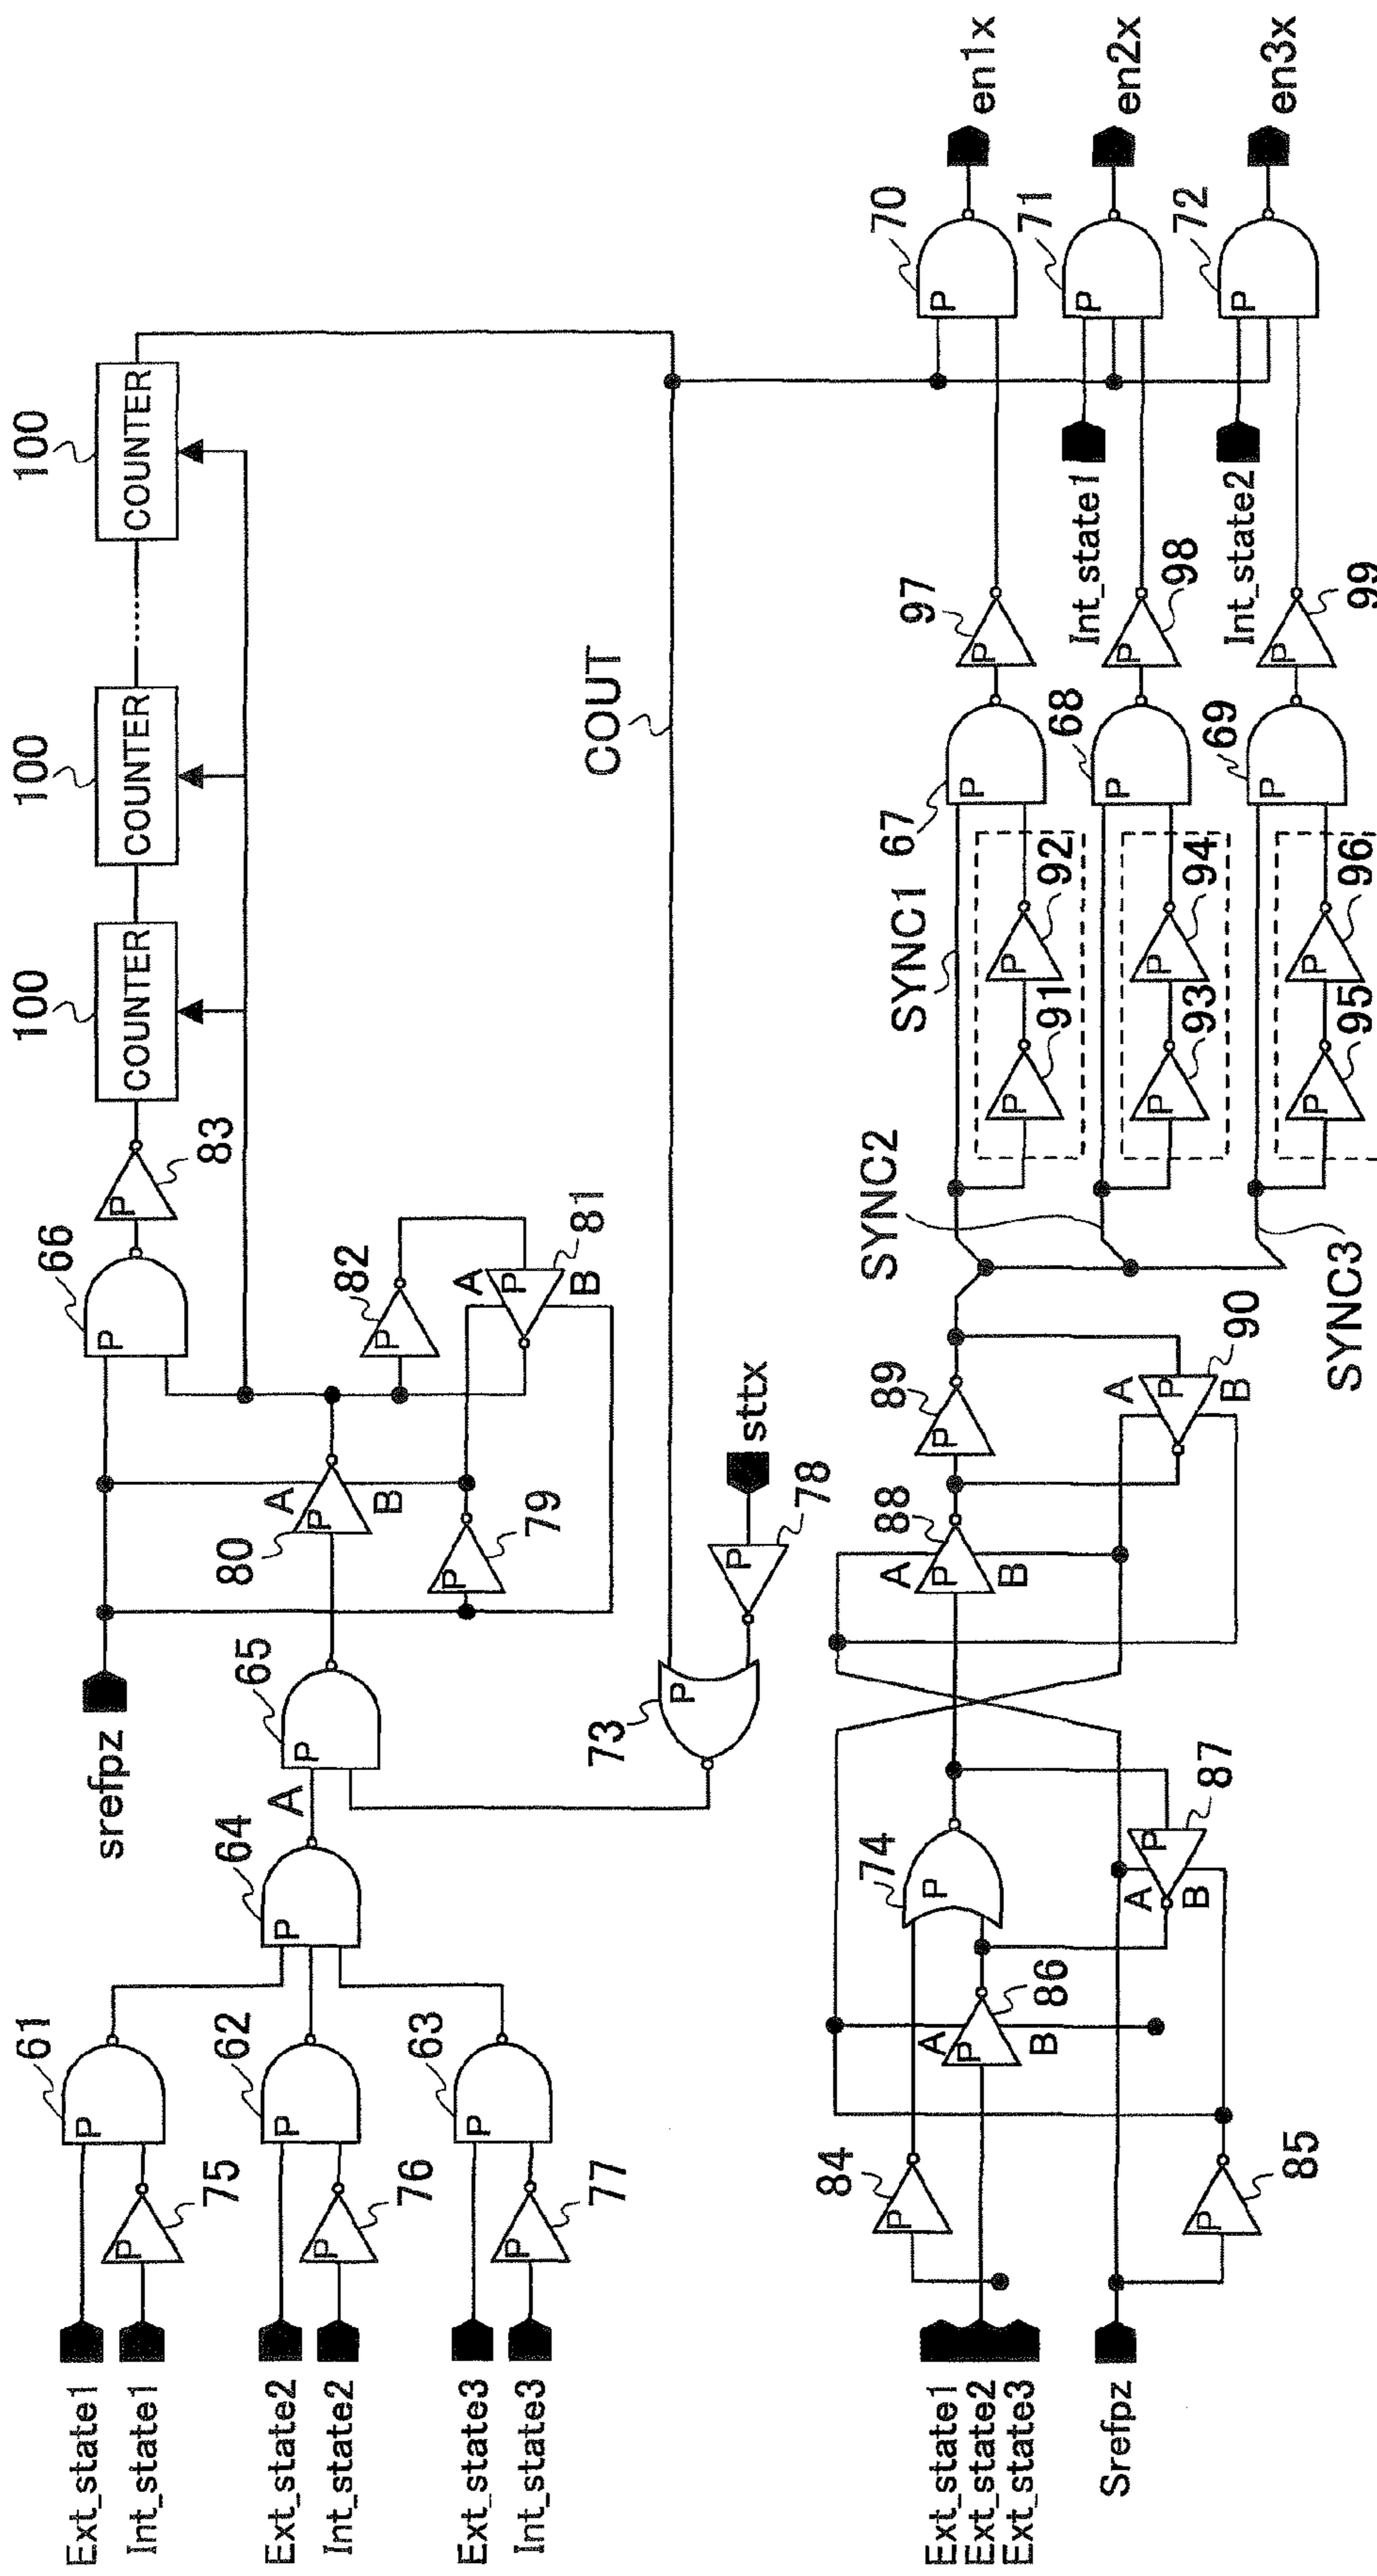 Ext_state1
Int_state1
Ext_state2
Int_state2
Ext_state3
Int_state3
61
P
75
P
62
P
76
P
63
P
77
P
64
P
A
65
P
srefpz
79
P
80
P
A
B
66
P
82
P
81
P
A
B
83
P
100
COUNTER
100
COUNTER
100
COUNTER
COUT
73
P
78
P
sttx
Ext_state1
Ext_state2
Ext_state3
Srefpz
84
P
85
P
86
P
A
B
74
P
87
P
A
B
88
P
A
B
89
P
90
P
A
B
SYNC1
SYNC2
SYNC3
91
P
92
P
93
P
94
P
95
P
96
P
67
P
68
P
69
P
97
P
98
P
99
P
Int_state1
Int_state2
70
P
71
P
72
P
en1x
en2x
en3x